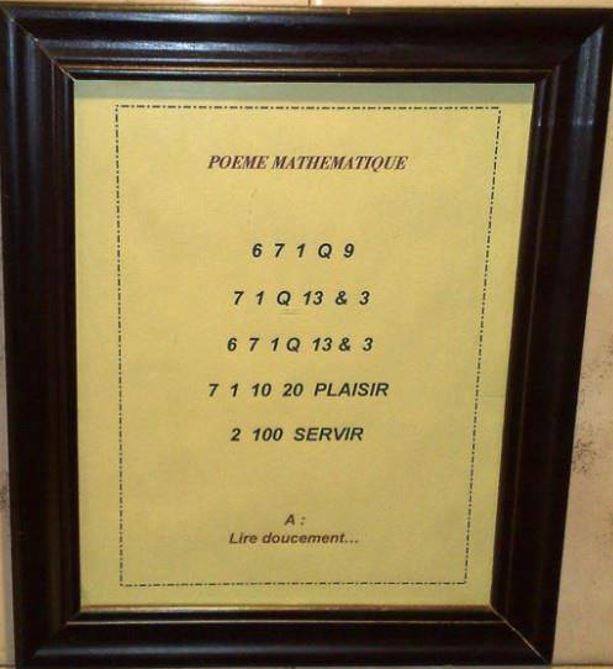 POEME MATHEMATIQUE
6 7 1 Q 9
7 1 Q 13 & 3
6 7 1 Q 13 & 3
7 1 10 20 PLAISIR
2 100 SERVIR
A :
Lire doucement...